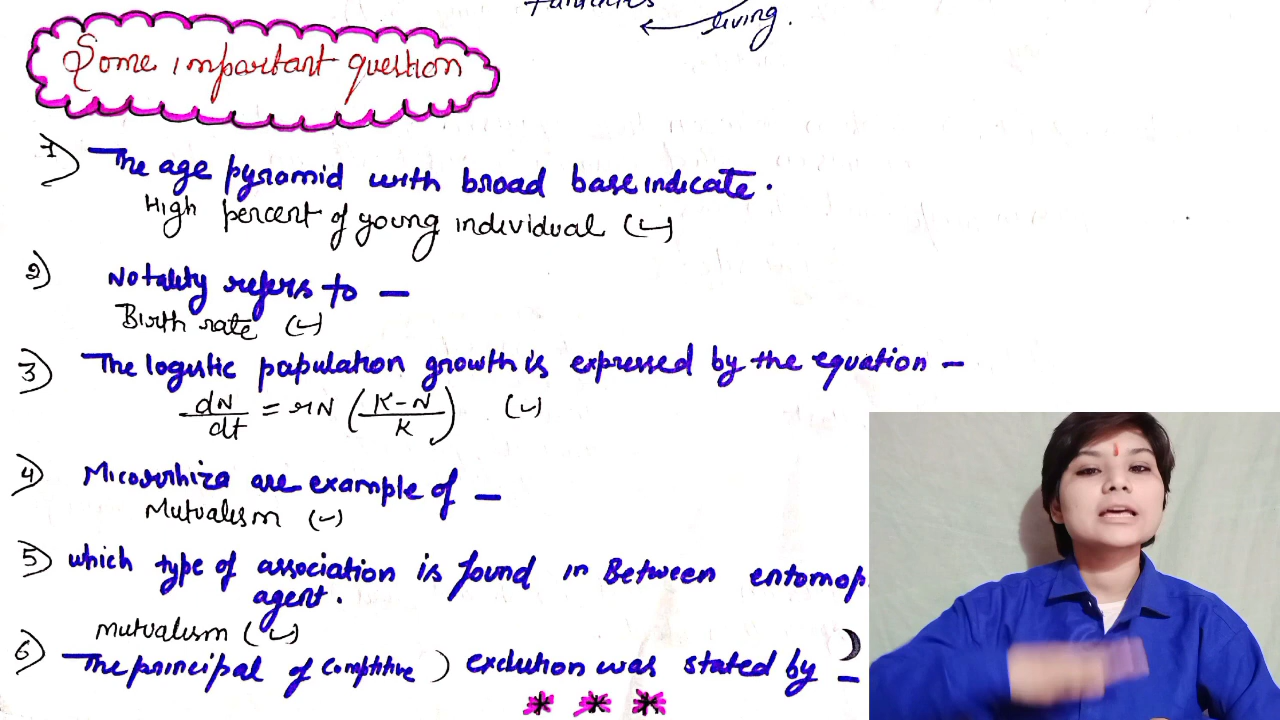 living.
Some important question
1) The age pyramid with broad base indicate.
High percent of young individual (✓)
2) Notality refers to —
Birth rate (✓)
3) The logistic population growth is expressed by the equation —
dN/dt = rN (K-N/K) (✓)
4) Micorrhiza are example of —
Mutualism (✓)
5) which type of association is found in Between entomop
agent.
mutualism (✓)
6) The principal of comptitive ) exclution was stated by —